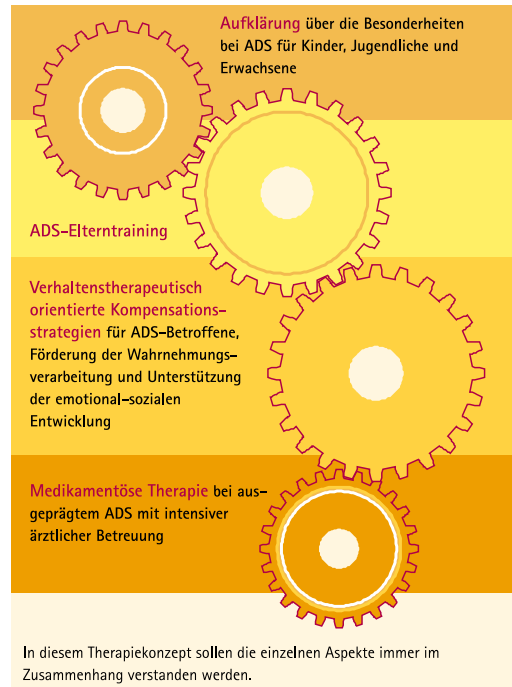 Aufklärung über die Besonderheiten
bei ADS für Kinder, Jugendliche und
Erwachsene
ADS-Elterntraining
Verhaltenstherapeutisch
orientierte Kompensations-
strategien für ADS-Betroffene,
Förderung der Wahrnehmungs-
verarbeitung und Unterstützung
der emotional-sozialen
Entwicklung
Medikamentöse Therapie bei aus-
geprägtem ADS mit intensiver
ärztlicher Betreuung
In diesem Therapiekonzept sollen die einzelnen Aspekte immer im
Zusammenhang verstanden werden.